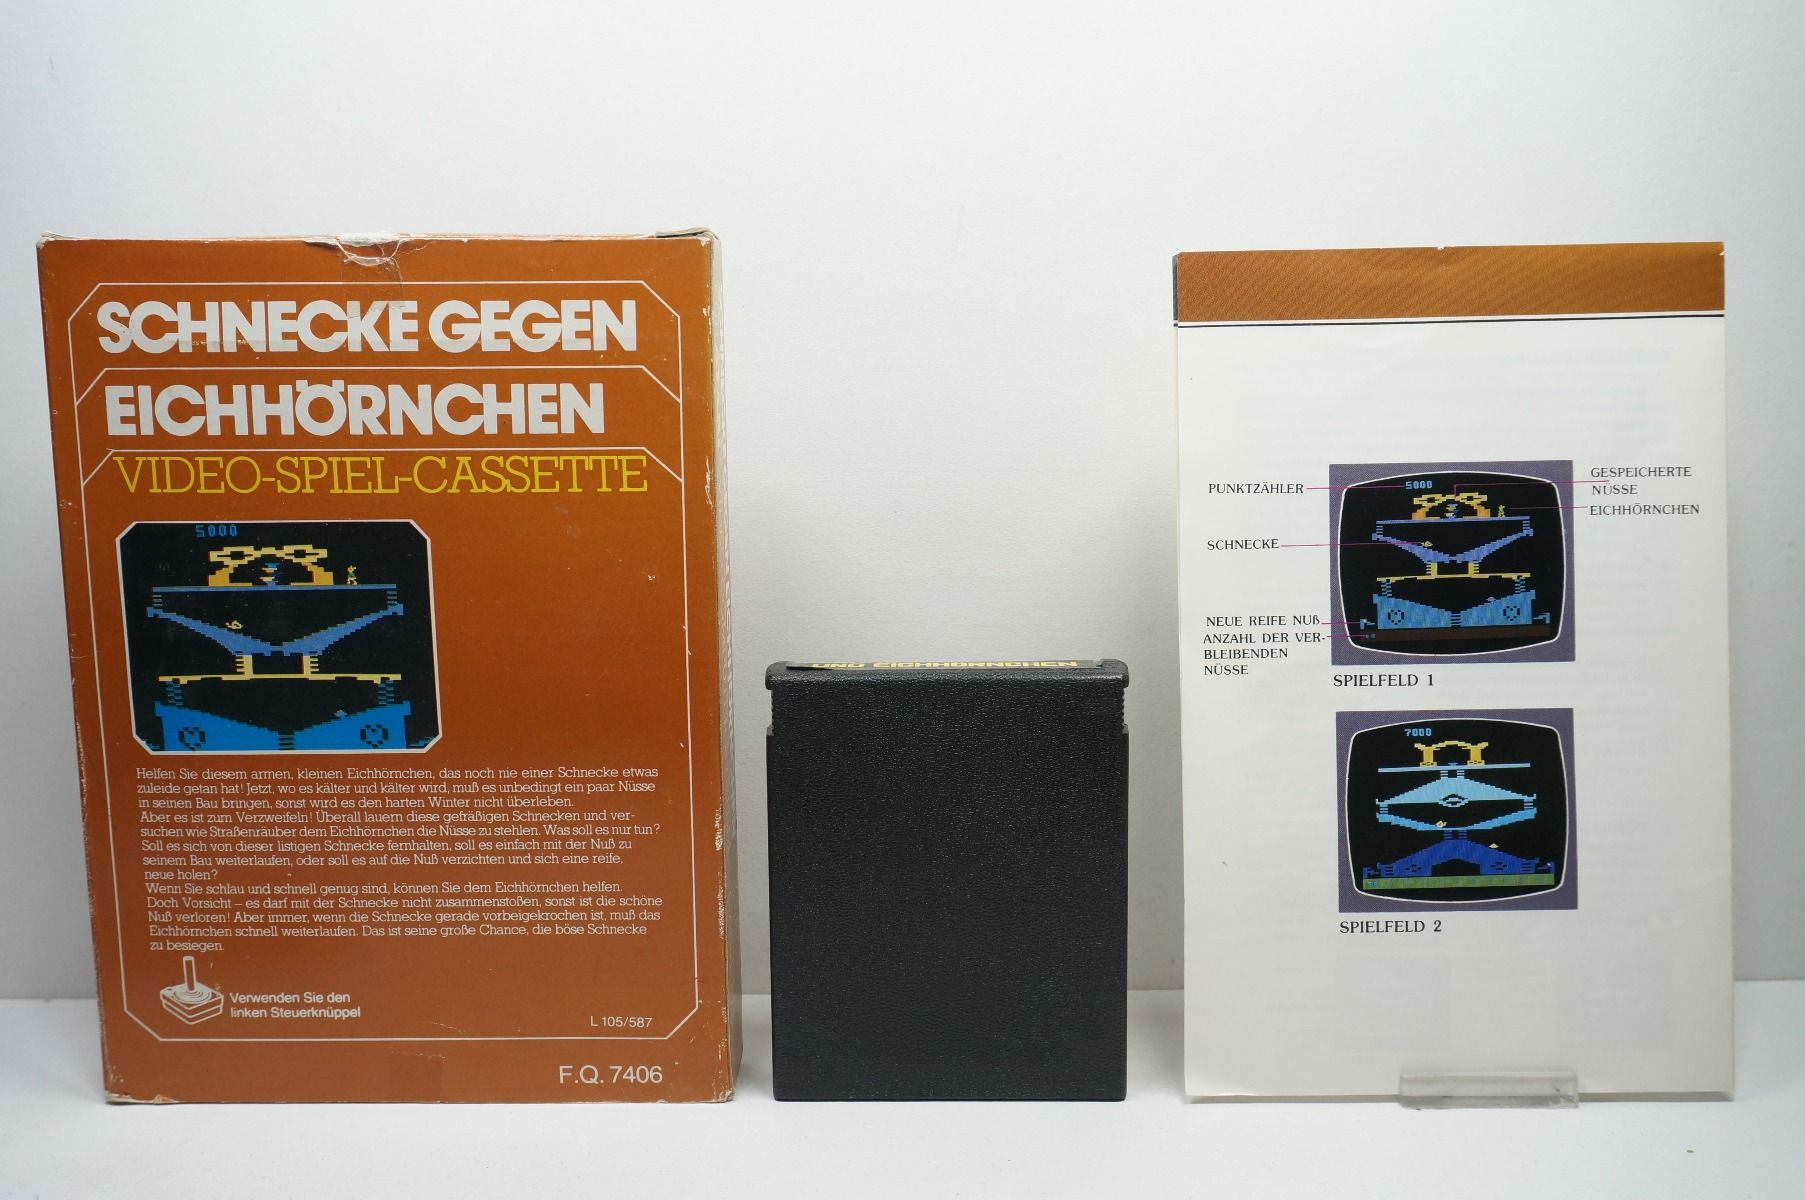 SCHNECKE GEGEN
EICHHÖRNCHEN
VIDEO-SPIEL-CASSETTE
5000
Helfen Sie diesem armen, kleinen Eichhörnchen, das noch nie einer Schnecke etwas
zuleide getan hat! Jetzt, wo es kälter und kälter wird, muß es unbedingt ein paar Nüsse
in seinen Bau bringen, sonst wird es den harten Winter nicht überleben.
Aber es ist zum Verzweifeln! Überall lauern diese gefräßigen Schnecken und ver-
suchen wie Straßenräuber dem Eichhörnchen die Nüsse zu stehlen. Was soll es nur tun?
Soll es sich von dieser listigen Schnecke fernhalten, soll es einfach mit der Nuß zu
seinem Bau weiterlaufen, oder soll es auf die Nuß verzichten und sich eine reife,
neue holen?
Wenn Sie schlau und schnell genug sind, können Sie dem Eichhörnchen helfen.
Doch Vorsicht – es darf mit der Schnecke nicht zusammenstoßen, sonst ist die schöne
Nuß verloren! Aber immer, wenn die Schnecke gerade vorbeigekrochen ist, muß das
Eichhörnchen schnell weiterlaufen. Das ist seine große Chance, die böse Schnecke
zu besiegen.
Verwenden Sie den
linken Steuerknüppel
L 105/587
F.Q. 7406
UND EICHHÖRNCHEN
PUNKTZÄHLER
5000
GESPEICHERTE
NÜSSE
EICHHÖRNCHEN
SCHNECKE
NEUE REIFE NUß
ANZAHL DER VER-
BLEIBENDEN
NÜSSE
SPIELFELD 1
7000
SPIELFELD 2